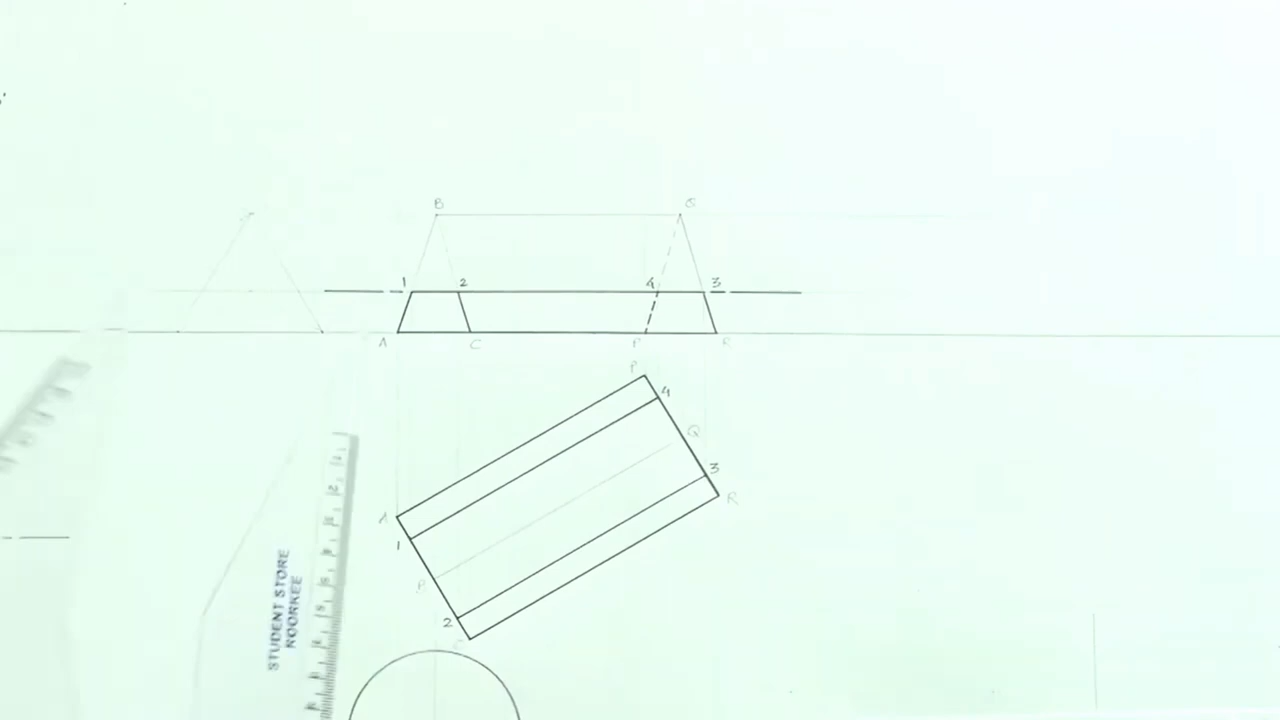 B Q
1 2 4 3
A C P R
P
4
Q
3
A R
1
B
2
C
STUDENT STORE
ROORKEE